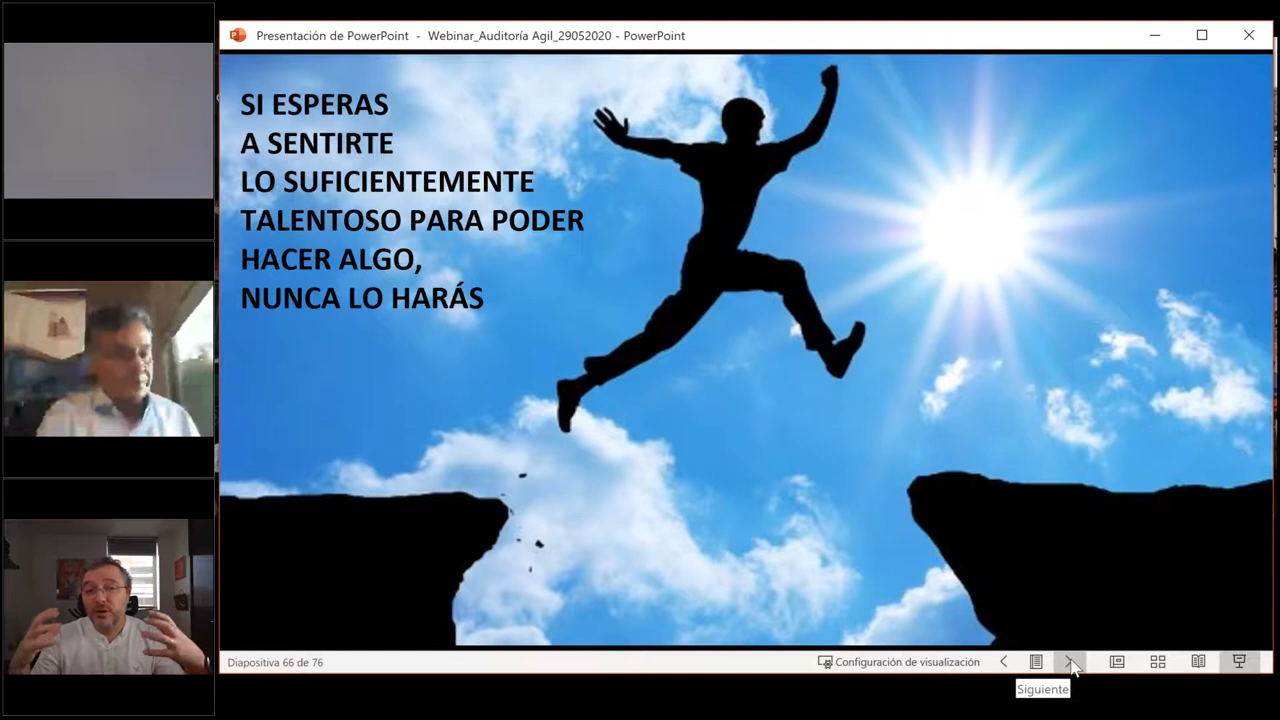 Presentación de PowerPoint - Webinar_Auditoría Agil_29052020 - PowerPoint
SI ESPERAS
A SENTIRTE
LO SUFICIENTEMENTE
TALENTOSO PARA PODER
HACER ALGO,
NUNCA LO HARÁS
Diapositiva 66 de 76
Configuración de visualización
Siguiente